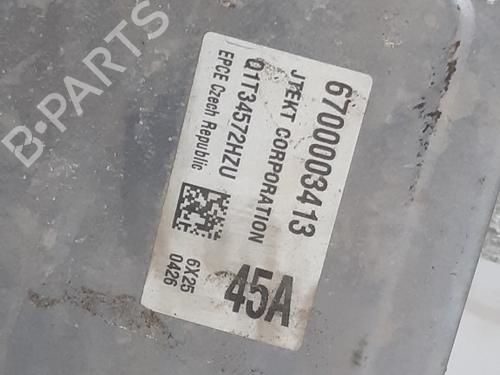 6700003413
JTEKT CORPORATION
Q1T34572HZU
EPCE Czech Republic
6X25
0426
45A
B-PARTS